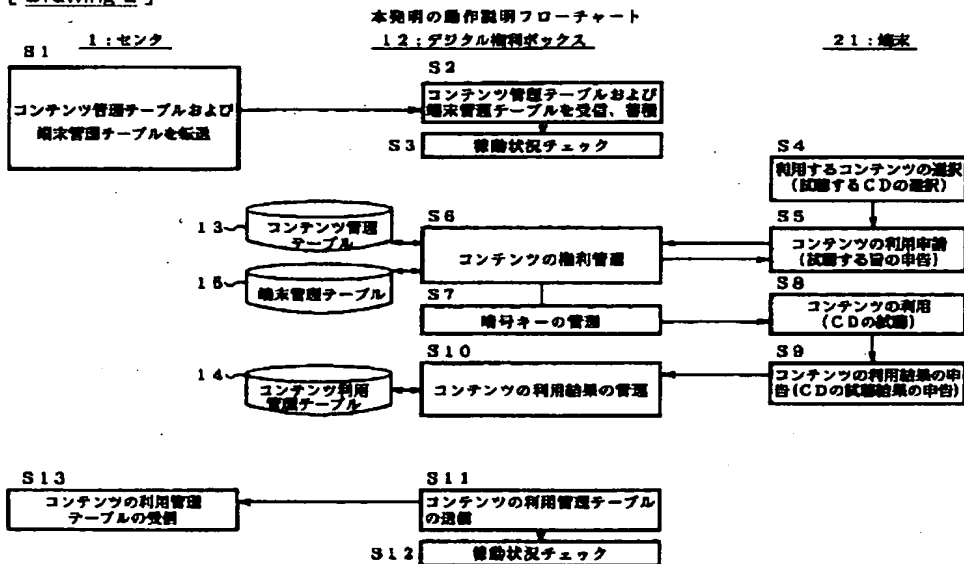 [ Drawing 2 ]
本発明の動作説明フローチャート
1:センタ
12:デジタル権利ボックス
21:端末
S1
コンテンツ管理テーブルおよび
端末管理テーブルを転送
S2
コンテンツ管理テーブルおよび
端末管理テーブルを受信、蓄積
S3
稼動状況チェック
S4
利用するコンテンツの選択
(試聴するCDの選択)
S5
コンテンツの利用申請
(試聴する旨の申告)
13
コンテンツ管理
テーブル
S6
コンテンツの権利管理
15
端末管理テーブル
S7
暗号キーの管理
S8
コンテンツの利用
(CDの試聴)
S9
コンテンツの利用結果の申
告(CDの試聴結果の申告)
14
コンテンツ利用
管理テーブル
S10
コンテンツの利用結果の管理
S13
コンテンツの利用管理
テーブルの受信
S11
コンテンツの利用管理テーブル
の送信
S12
稼動状況チェック